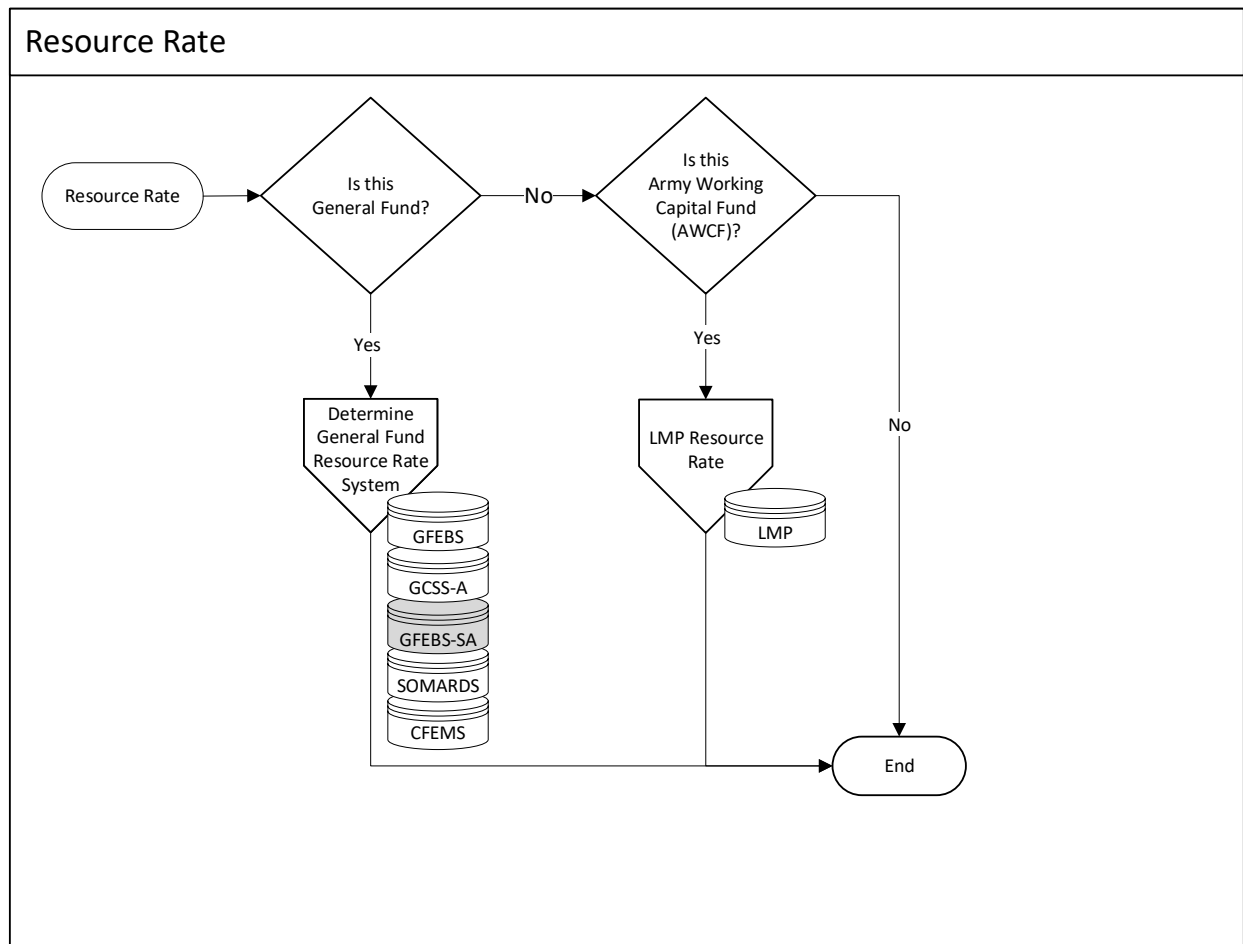 Resource Rate
Resource Rate
Is this
General Fund?
No
Is this
Army Working
Capital Fund
(AWCF)?
Yes
Yes
No
Determine
General Fund
Resource Rate
System
LMP Resource
Rate
GFEBS
GCSS-A
GFEBS-SA
SOMARDS
CFEMS
LMP
End